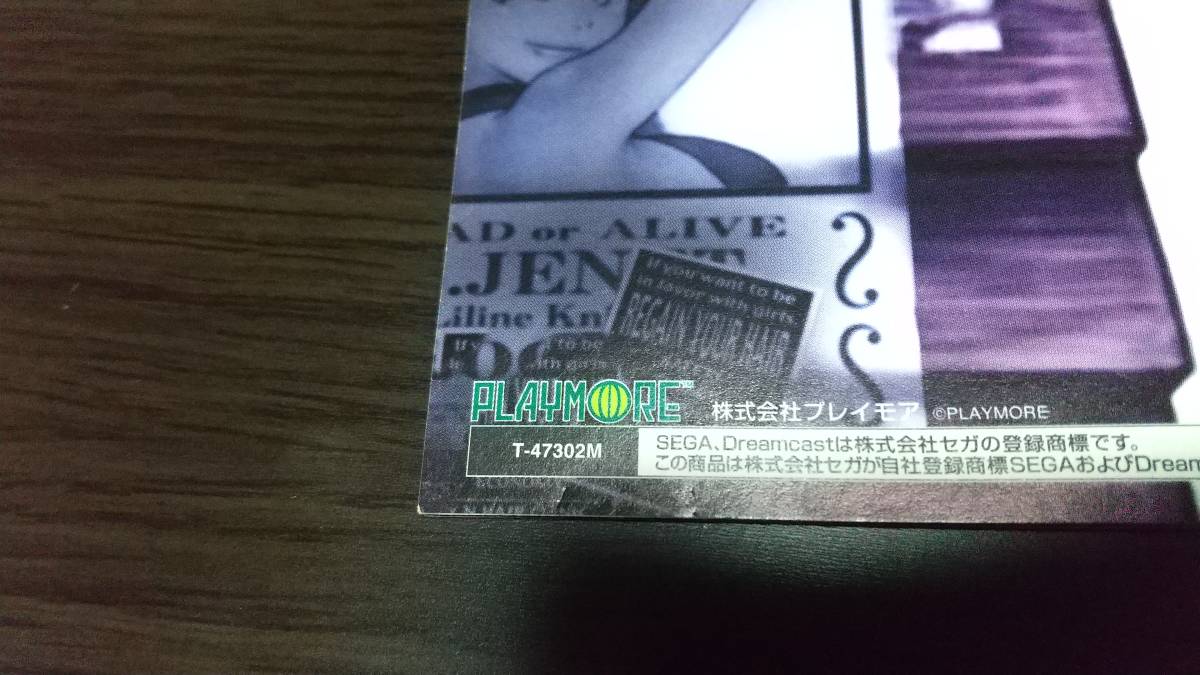 AD or ALIVE
.JEN
If you want to be
in favor with girls,
REGAIN YOUR HAIR
PLAYMORE™ 株式会社プレイモア ©PLAYMORE
T-47302M
SEGA、Dreamcastは株式会社セガの登録商標です。
この商品は株式会社セガが自社登録商標SEGAおよびDream